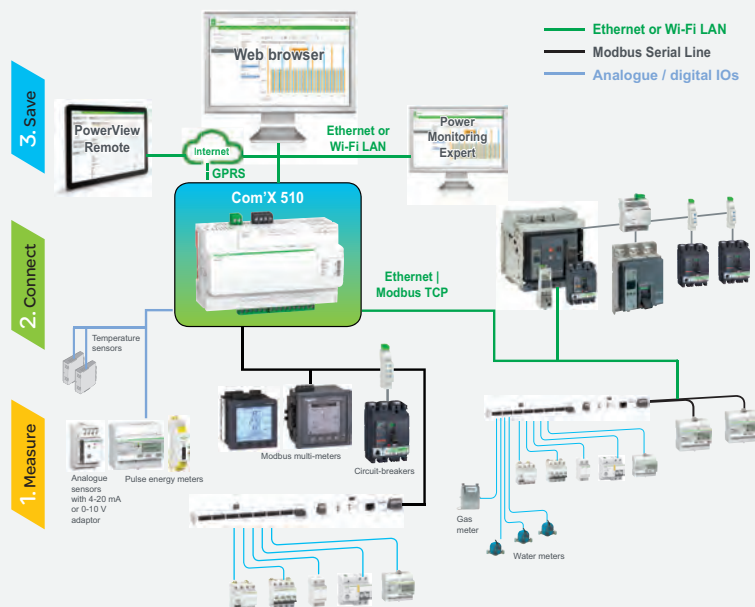 Ethernet or Wi-Fi LAN
Modbus Serial Line
Analogue / digital IOs
3. Save
Web browser
PowerView
Remote
Internet
GPRS
Ethernet or
Wi-Fi LAN
Power
Monitoring
Expert
2. Connect
Com'X 510
Ethernet |
Modbus TCP
Temperature
sensors
1. Measure
Analogue
sensors
with 4-20 mA
or 0-10 V
adaptor
Pulse energy meters
Modbus multi-meters
Circuit-breakers
Gas
meter
Water meters